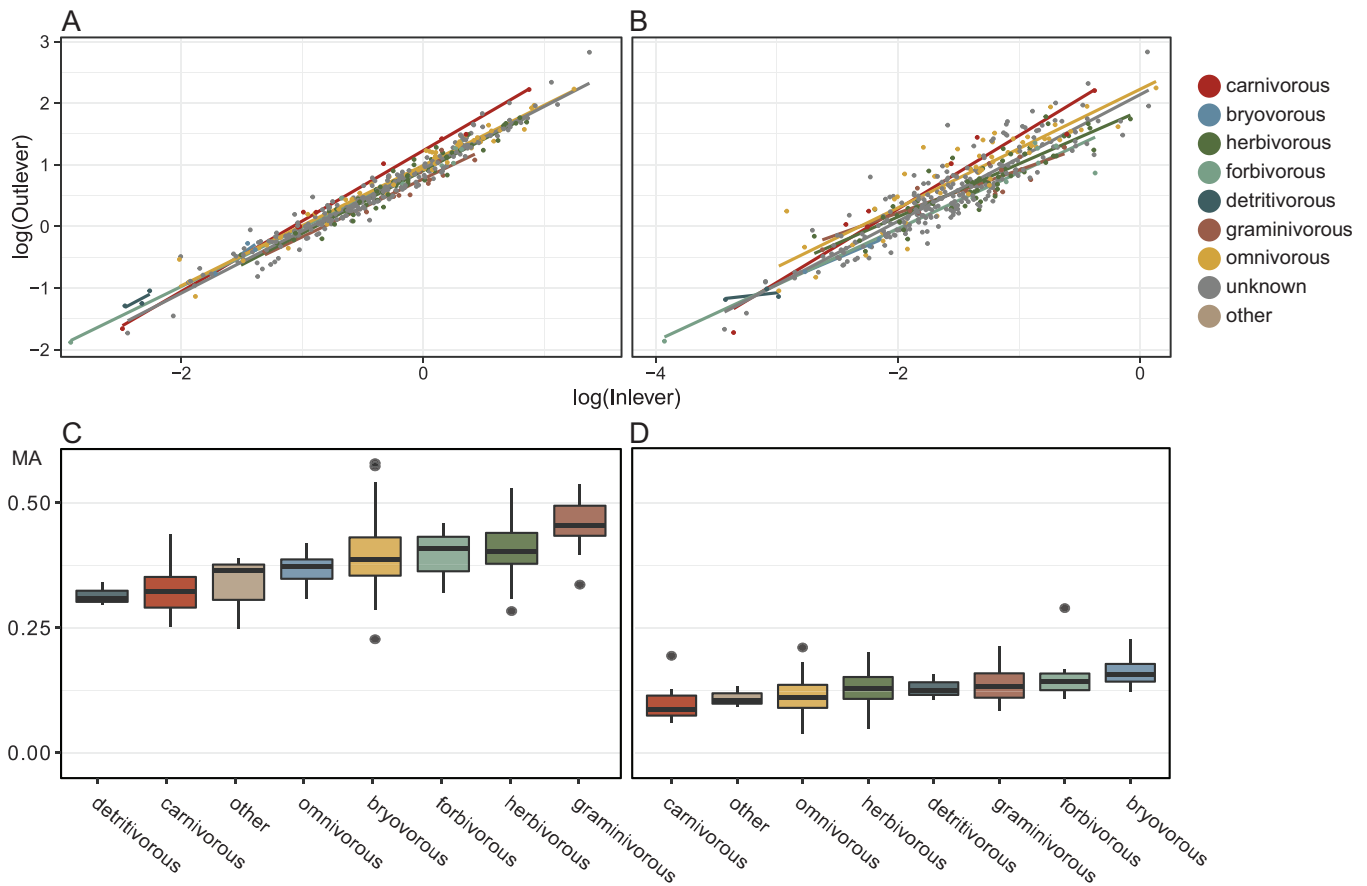 A
B
3
2
1
0
−1
−2
log(Outlever)
−2
0
−4
−2
0
log(Inlever)
carnivorous
bryovorous
herbivorous
forbivorous
detritivorous
graminivorous
omnivorous
unknown
other
C
D
MA
0.50
0.25
0.00
detritivorous
carnivorous
other
omnivorous
bryovorous
forbivorous
herbivorous
graminivorous
carnivorous
other
omnivorous
herbivorous
detritivorous
graminivorous
forbivorous
bryovorous